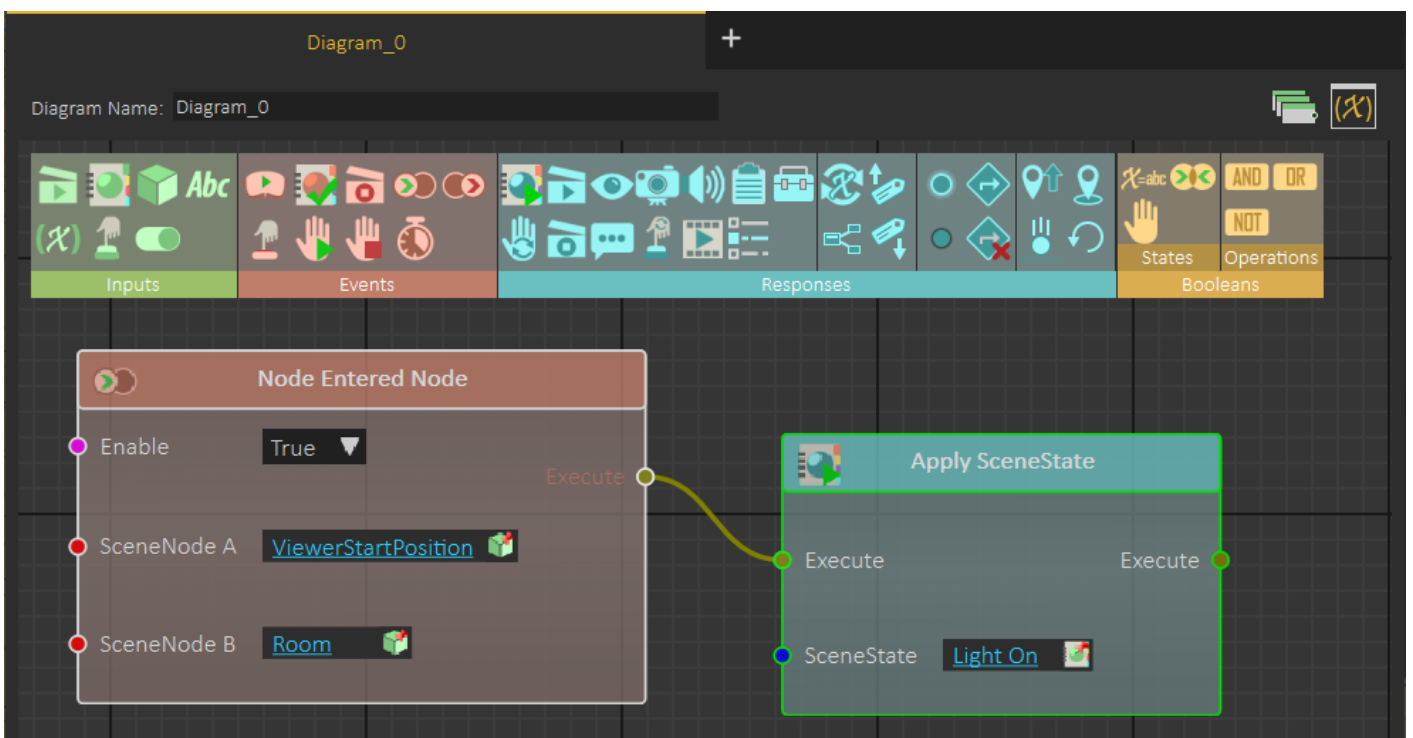 Diagram_0
+
Diagram Name: Diagram_0
(X)
Abc
X=abc
AND OR
(X)
NOT
States Operations
Inputs Events Responses Booleans
Node Entered Node
Enable True
Execute
SceneNode A ViewerStartPosition
SceneNode B Room
Apply SceneState
Execute Execute
SceneState Light On